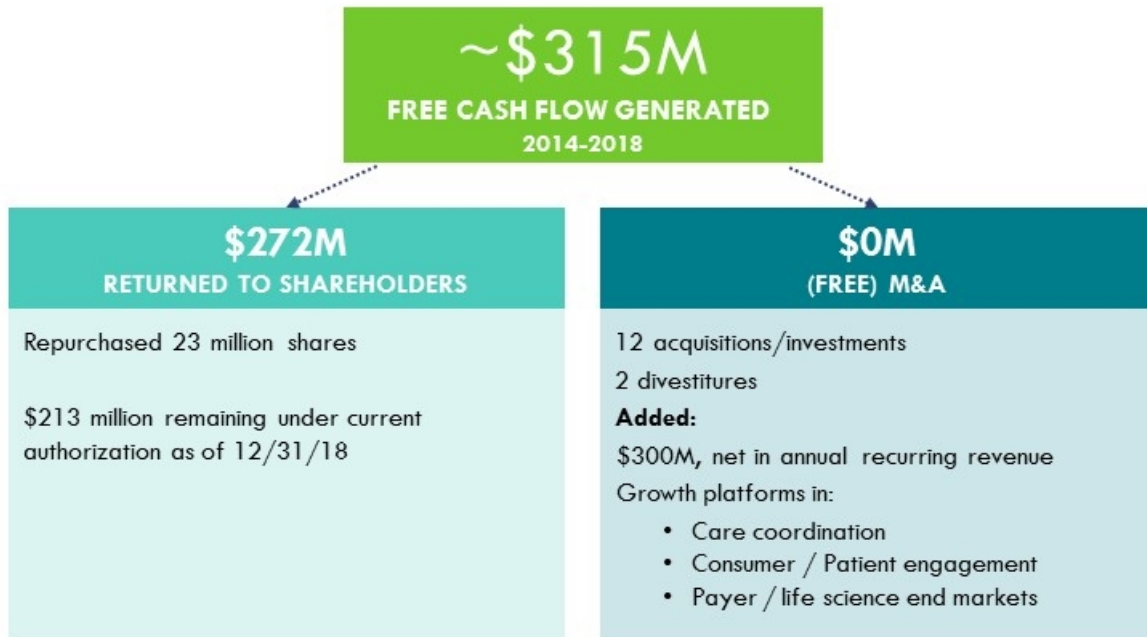 ~$315M
FREE CASH FLOW GENERATED
2014-2018
$272M
RETURNED TO SHAREHOLDERS
Repurchased 23 million shares
$213 million remaining under current
authorization as of 12/31/18
$0M
(FREE) M&A
12 acquisitions/investments
2 divestitures
Added:
$300M, net in annual recurring revenue
Growth platforms in:
• Care coordination
• Consumer / Patient engagement
• Payer / life science end markets